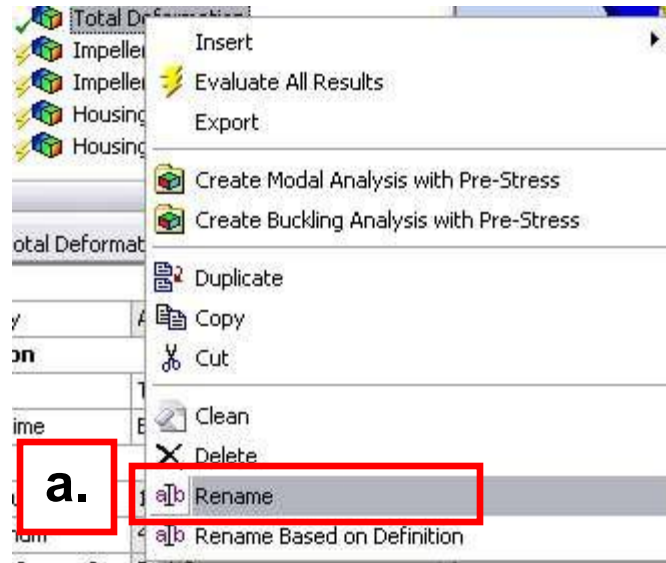 Total Deformation
Impeller
Impeller
Housing
Housing
Insert
Evaluate All Results
Export
Create Modal Analysis with Pre-Stress
Create Buckling Analysis with Pre-Stress
otal Deformat
Duplicate
Copy
Cut
on
ime
Clean
Delete
a.
Rename
Rename Based on Definition